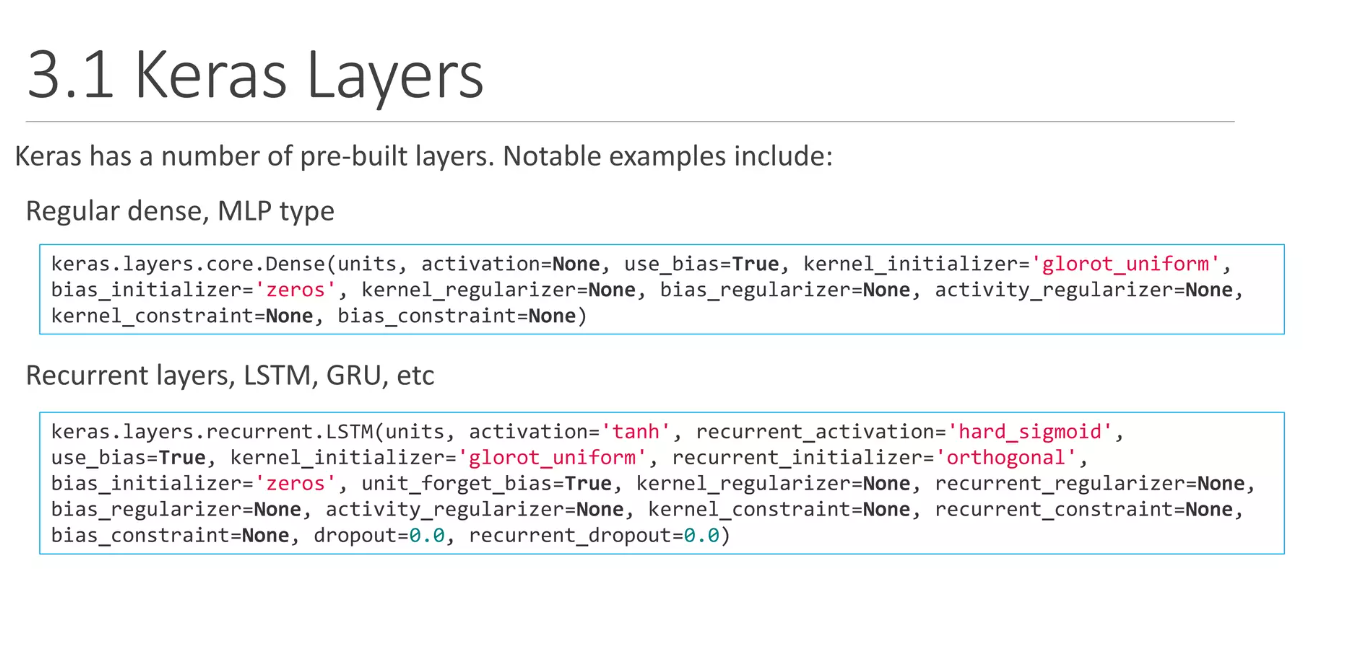 3.1 Keras Layers
Keras has a number of pre-built layers. Notable examples include:
Regular dense, MLP type
keras.layers.core.Dense(units, activation=None, use_bias=True, kernel_initializer='glorot_uniform',
bias_initializer='zeros', kernel_regularizer=None, bias_regularizer=None, activity_regularizer=None,
kernel_constraint=None, bias_constraint=None)
Recurrent layers, LSTM, GRU, etc
keras.layers.recurrent.LSTM(units, activation='tanh', recurrent_activation='hard_sigmoid',
use_bias=True, kernel_initializer='glorot_uniform', recurrent_initializer='orthogonal',
bias_initializer='zeros', unit_forget_bias=True, kernel_regularizer=None, recurrent_regularizer=None,
bias_regularizer=None, activity_regularizer=None, kernel_constraint=None, recurrent_constraint=None,
bias_constraint=None, dropout=0.0, recurrent_dropout=0.0)